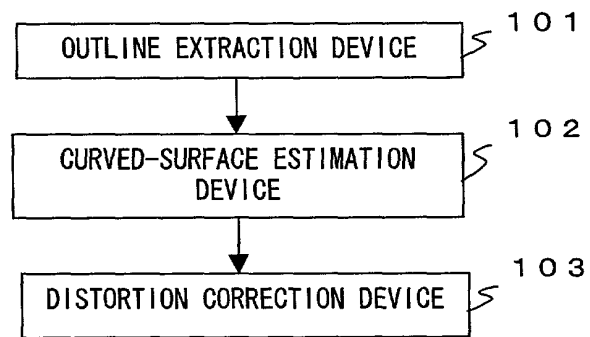 101
OUTLINE EXTRACTION DEVICE
102
CURVED-SURFACE ESTIMATION
DEVICE
103
DISTORTION CORRECTION DEVICE